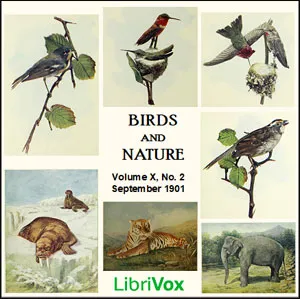 BIRDS
AND
NATURE
Volume X, No. 2
September 1901
LibriVox